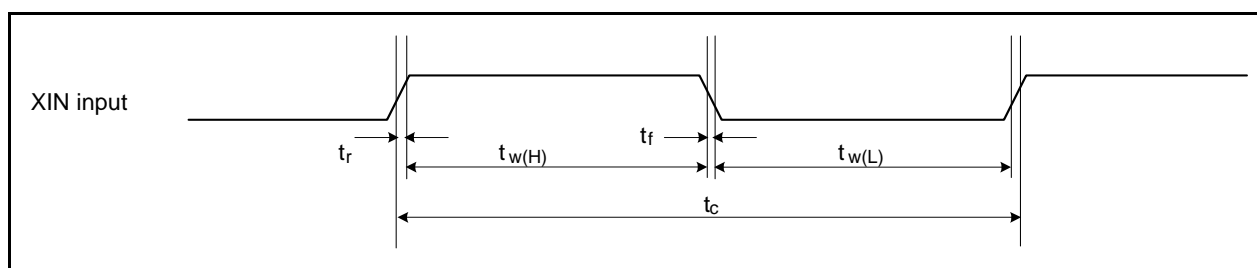 XIN input
tr
tw(H)
tf
tw(L)
tc